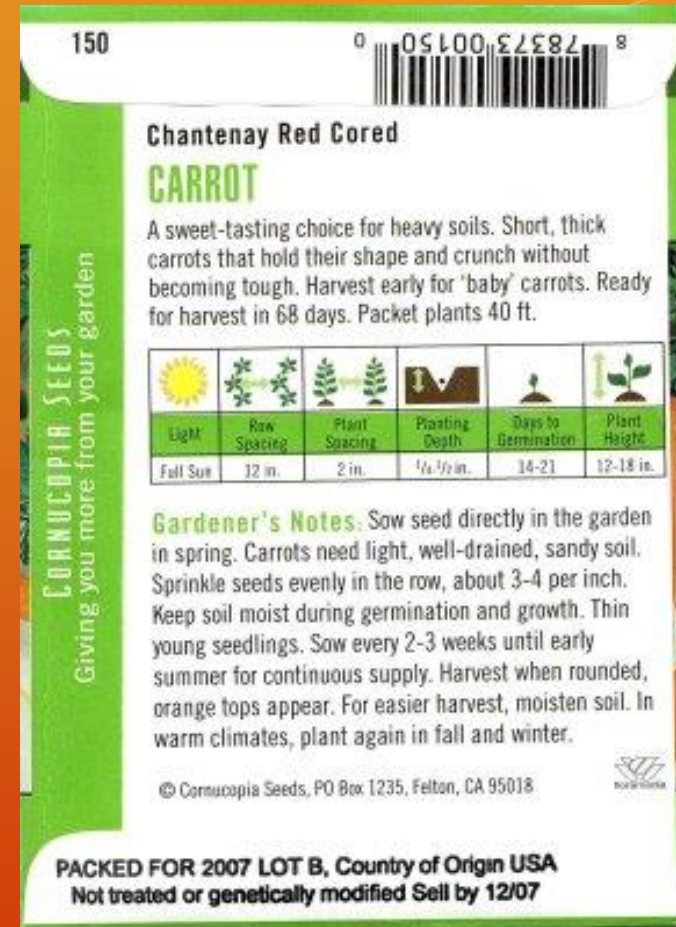 150
0 78373 00150 8
Chantenay Red Cored
CARROT
A sweet-tasting choice for heavy soils. Short, thick
carrots that hold their shape and crunch without
becoming tough. Harvest early for 'baby' carrots. Ready
for harvest in 68 days. Packet plants 40 ft.
Light Row Spacing Plant Spacing Planting Depth Days to Germination Plant Height
Full Sun 12 in. 2 in. 1/4-1/2 in. 14-21 12-18 in.
Gardener's Notes: Sow seed directly in the garden
in spring. Carrots need light, well-drained, sandy soil.
Sprinkle seeds evenly in the row, about 3-4 per inch.
Keep soil moist during germination and growth. Thin
young seedlings. Sow every 2-3 weeks until early
summer for continuous supply. Harvest when rounded,
orange tops appear. For easier harvest, moisten soil. In
warm climates, plant again in fall and winter.
© Cornucopia Seeds, PO Box 1235, Felton, CA 95018
PACKED FOR 2007 LOT B, Country of Origin USA
Not treated or genetically modified Sell by 12/07
CORNUCOPIA SEEDS
Giving you more from your garden